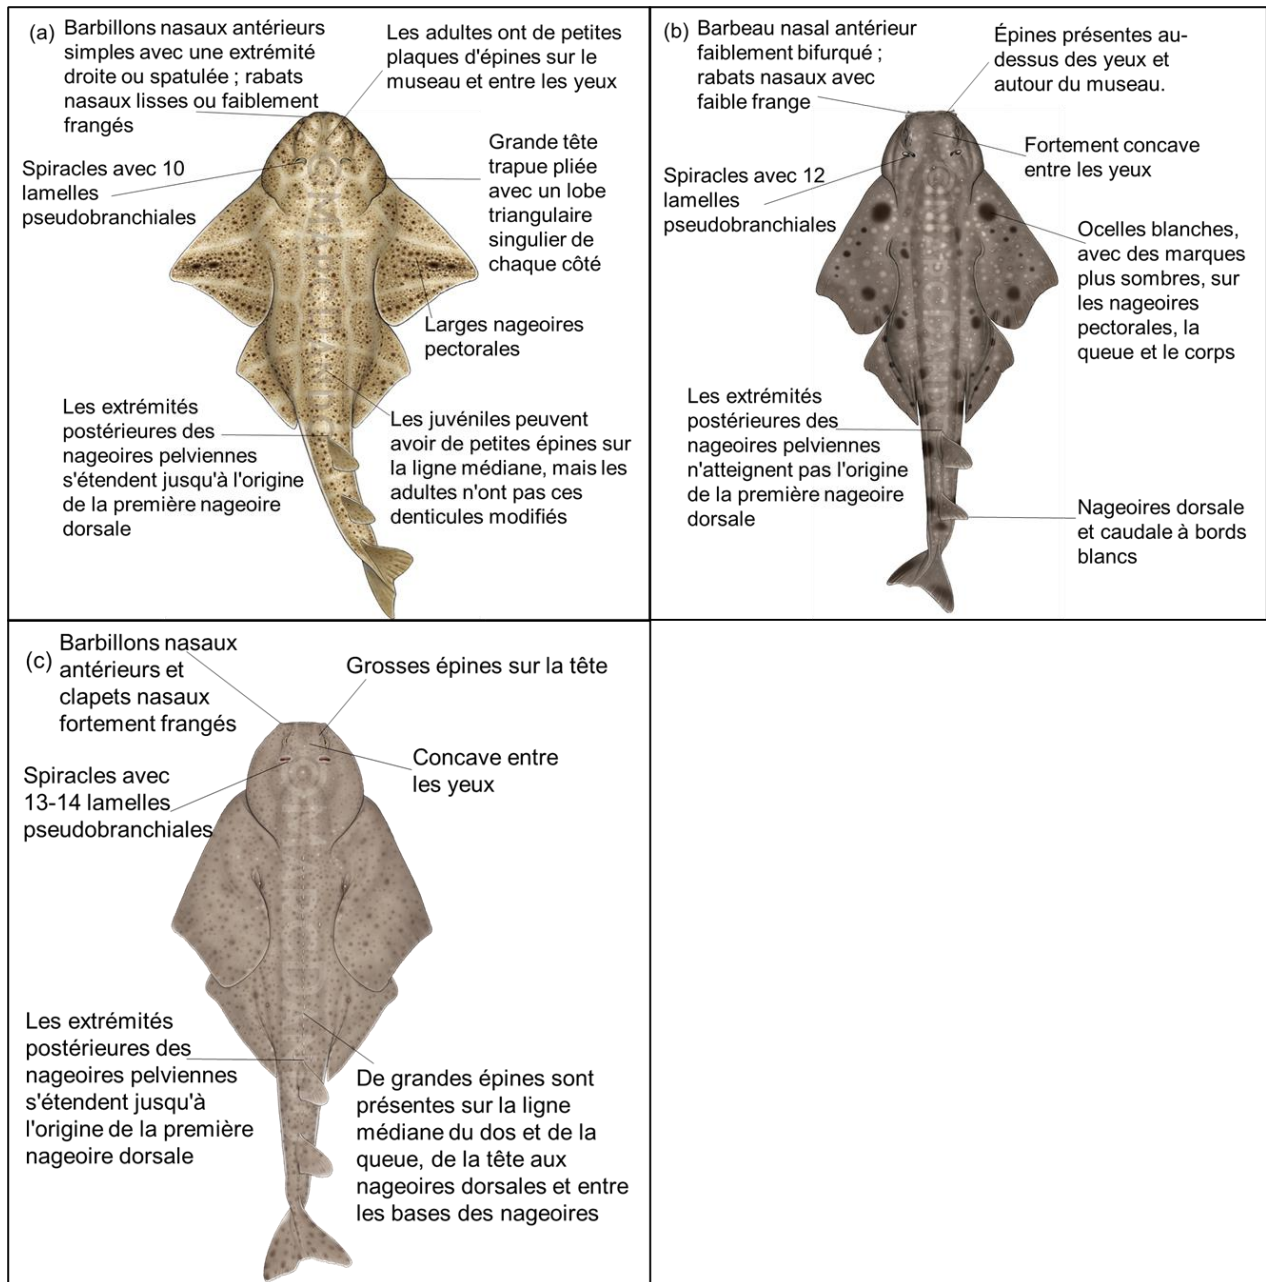 (a)
Barbillons nasaux antérieurs
simples avec une extrémité
droite ou spatulée ; rabats
nasaux lisses ou faiblement
frangés
Les adultes ont de petites
plaques d'épines sur le
museau et entre les yeux
Spiracles avec 10
lamelles
pseudobranchiales
Grande tête
trapue pliée
avec un lobe
triangulaire
singulier de
chaque côté
Larges nageoires
pectorales
Les extrémités
postérieures des
nageoires pelviennes
s'étendent jusqu'à l'origine
de la première nageoire
dorsale
Les juvéniles peuvent
avoir de petites épines sur
la ligne médiane, mais les
adultes n'ont pas ces
denticules modifiés
(b)
Barbeau nasal antérieur
faiblement bifurqué ;
rabats nasaux avec
faible frange
Épines présentes au-
dessus des yeux et
autour du museau.
Fortement concave
entre les yeux
Spiracles avec 12
lamelles
pseudobranchiales
Ocelles blanches,
avec des marques
plus sombres, sur
les nageoires
pectorales, la
queue et le corps
Les extrémités
postérieures des
nageoires pelviennes
n'atteignent pas l'origine
de la première nageoire
dorsale
Nageoires dorsale
et caudale à bords
blancs
(c)
Barbillons nasaux
antérieurs et
clapets nasaux
fortement frangés
Grosses épines sur la tête
Concave entre
les yeux
Spiracles avec
13-14 lamelles
pseudobranchiales
Les extrémités
postérieures des
nageoires pelviennes
s'étendent jusqu'à
l'origine de la première
nageoire dorsale
De grandes épines sont
présentes sur la ligne
médiane du dos et de la
queue, de la tête aux
nageoires dorsales et entre
les bases des nageoires